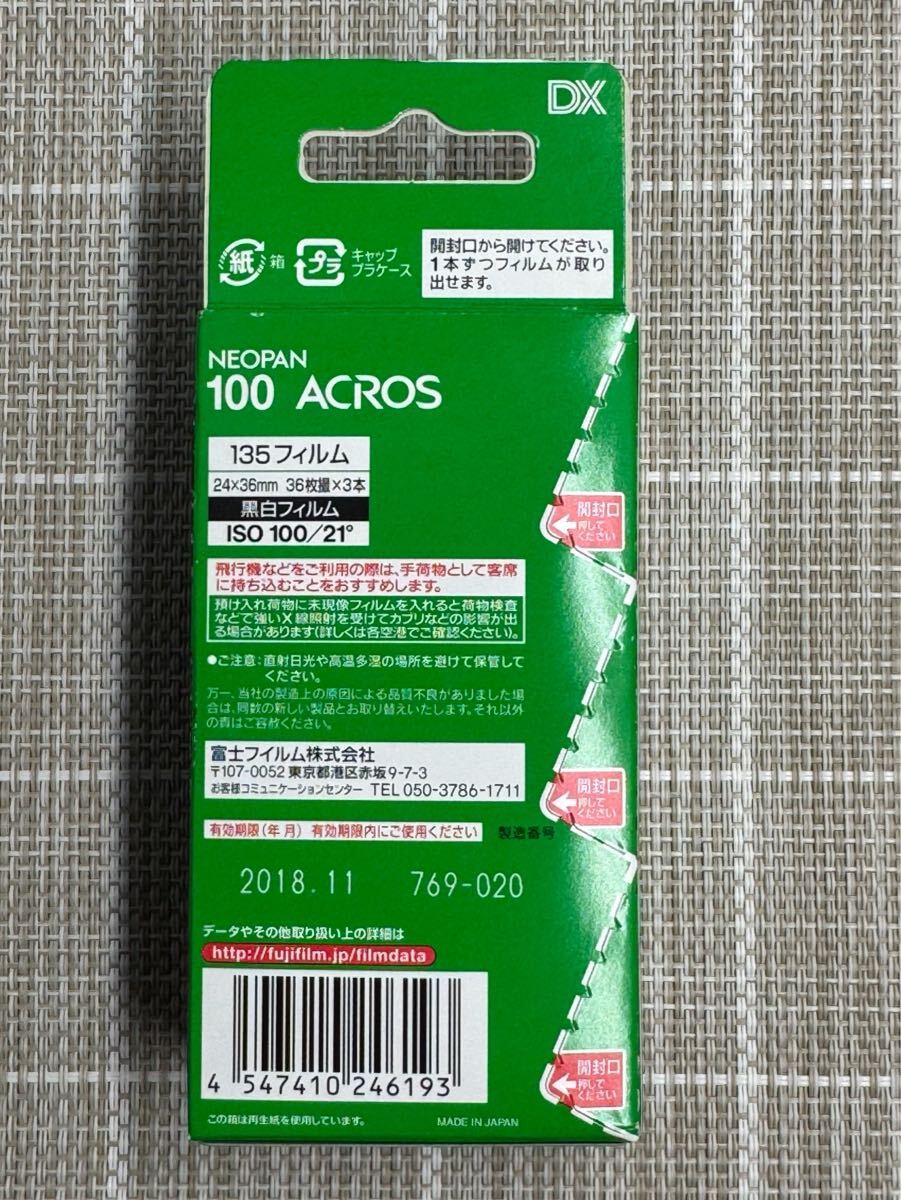 DX
紙 箱
プラ キャップ
プラケース
開封口から開けてください。
1本ずつフィルムが取り
出せます。
NEOPAN
100 ACROS
135フィルム
24×36mm 36枚撮×3本
黒白フィルム
ISO 100/21°
開封口
押して
ください
飛行機などをご利用の際は、手荷物として客席
に持ち込むことをおすすめします。
預け入れ荷物に未現像フィルムを入れると荷物検査
などで強いX線照射を受けてカブリなどの影響が出
る場合があります(詳しくは各空港でご確認ください)。
●ご注意:直射日光や高温多湿の場所を避けて保管して
ください。
万一、当社の製造上の原因による品質不良がありました場
合は、同数の新しい製品とお取り替えいたします。それ以外
の責はご容赦ください。
富士フイルム株式会社
〒107-0052 東京都港区赤坂9-7-3
お客様コミュニケーションセンター TEL 050-3786-1711
開封口
押して
ください
有効期限(年月) 有効期限内にご使用ください 製造番号
2018.11 769-020
データやその他取り扱い上の詳細は
http://fujifilm.jp/filmdata
4 547410 246193
開封口
押して
ください
この箱は再生紙を使用しています。 MADE IN JAPAN